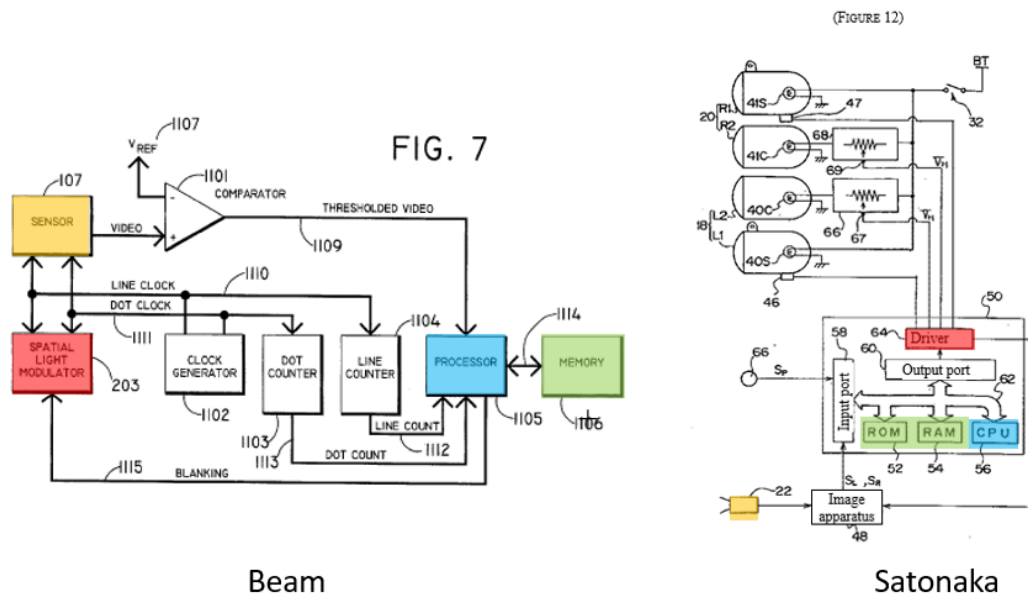 (FIGURE 12)
FIG. 7
1107
VREF
107
SENSOR
VIDEO
1101
COMPARATOR
THRESHOLDED VIDEO
1109
LINE CLOCK
1110
DOT CLOCK
1111
SPATIAL
LIGHT
MODULATOR
203
CLOCK
GENERATOR
1102
DOT
COUNTER
1103
1113
1104
LINE
COUNTER
PROCESSOR
1105
1114
MEMORY
1106
LINE COUNT
1112
DOT COUNT
1115
BLANKING
Beam
BT
32
41S
47
20
R1
R2
41C
68
69
VM
40C
18
L2
L1
66
67
VM
40S
46
50
58
64
Driver
60
Output port
62
66
SP
Input port
ROM
RAM
CPU
52
54
56
SL, SR
22
Image
apparatus
48
Satonaka